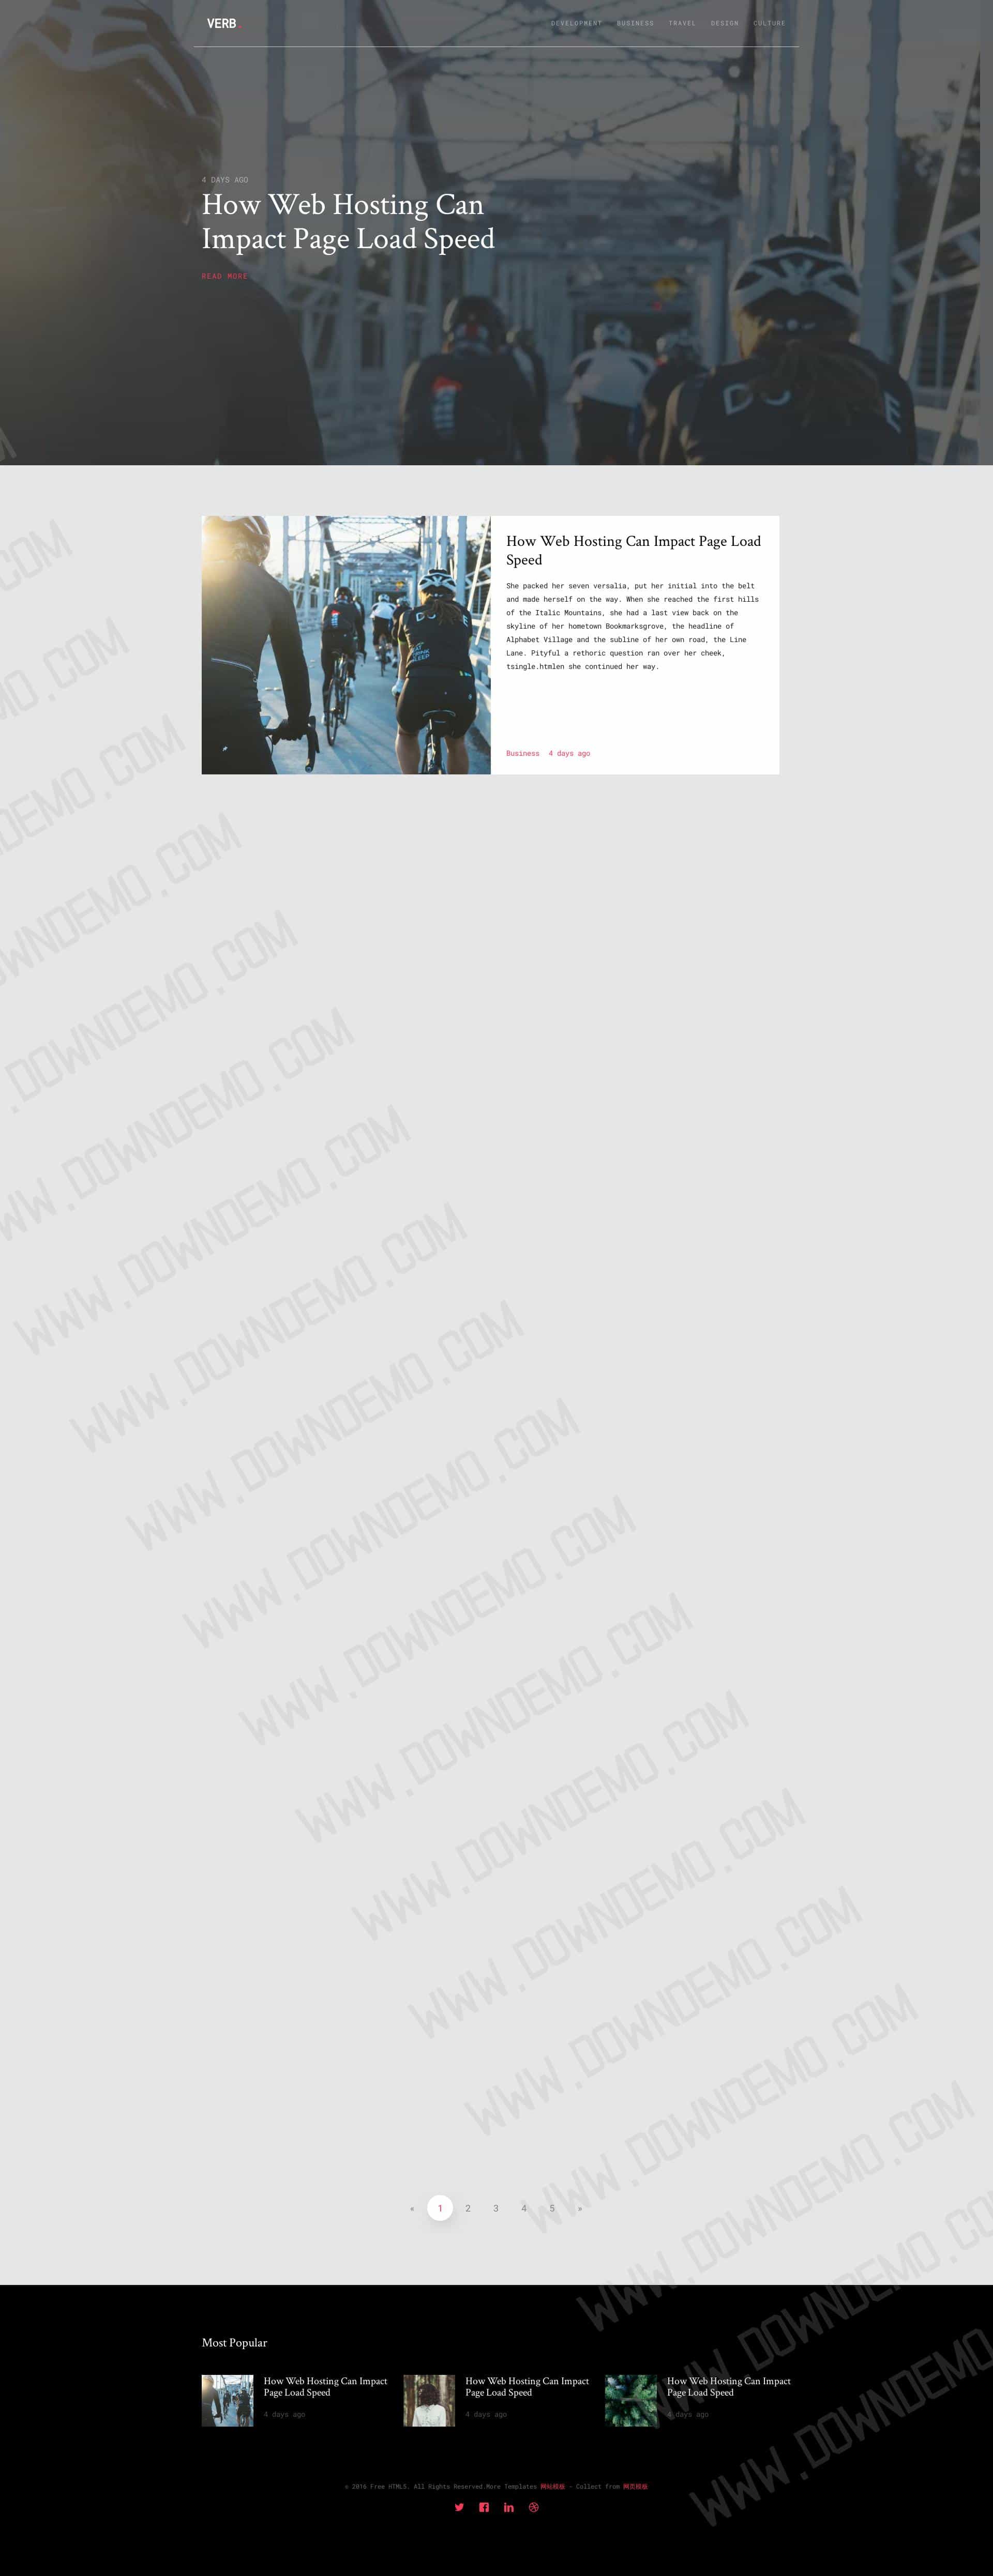 VERB.
DEVELOPMENT BUSINESS TRAVEL DESIGN CULTURE
4 DAYS AGO
How Web Hosting Can
Impact Page Load Speed
READ MORE
How Web Hosting Can Impact Page Load
Speed
She packed her seven versalia, put her initial into the belt
and made herself on the way. When she reached the first hills
of the Italic Mountains, she had a last view back on the
skyline of her hometown Bookmarksgrove, the headline of
Alphabet Village and the subline of her own road, the Line
Lane. Pityful a rethoric question ran over her cheek,
tsingle.htmlen she continued her way.
Business 4 days ago
WWW.DOWNDEMO.COM
« 1 2 3 4 5 »
Most Popular
How Web Hosting Can Impact
Page Load Speed
4 days ago
How Web Hosting Can Impact
Page Load Speed
4 days ago
How Web Hosting Can Impact
Page Load Speed
4 days ago
© 2016 Free HTML5. All Rights Reserved.More Templates 网站模板 - Collect from 网页模板